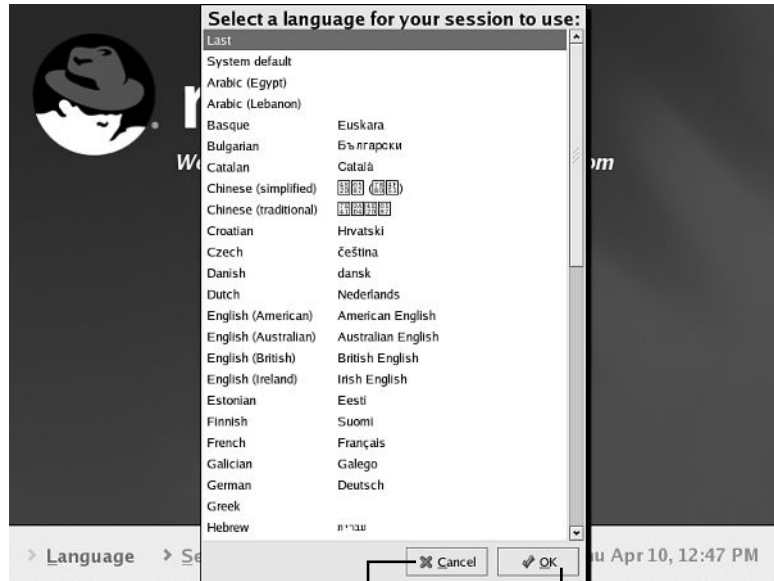 Select a language for your session to use:
Last
System default
Arabic (Egypt)
Arabic (Lebanon)
Basque Euskara
Bulgarian Български
Catalan Català
Chinese (simplified)
Chinese (traditional)
Croatian Hrvatski
Czech čeština
Danish dansk
Dutch Nederlands
English (American) American English
English (Australian) Australian English
English (British) British English
English (Ireland) Irish English
Estonian Eesti
Finnish Suomi
French Français
Galician Galego
German Deutsch
Greek
Hebrew עברית
Cancel OK
Language Apr 10, 12:47 PM